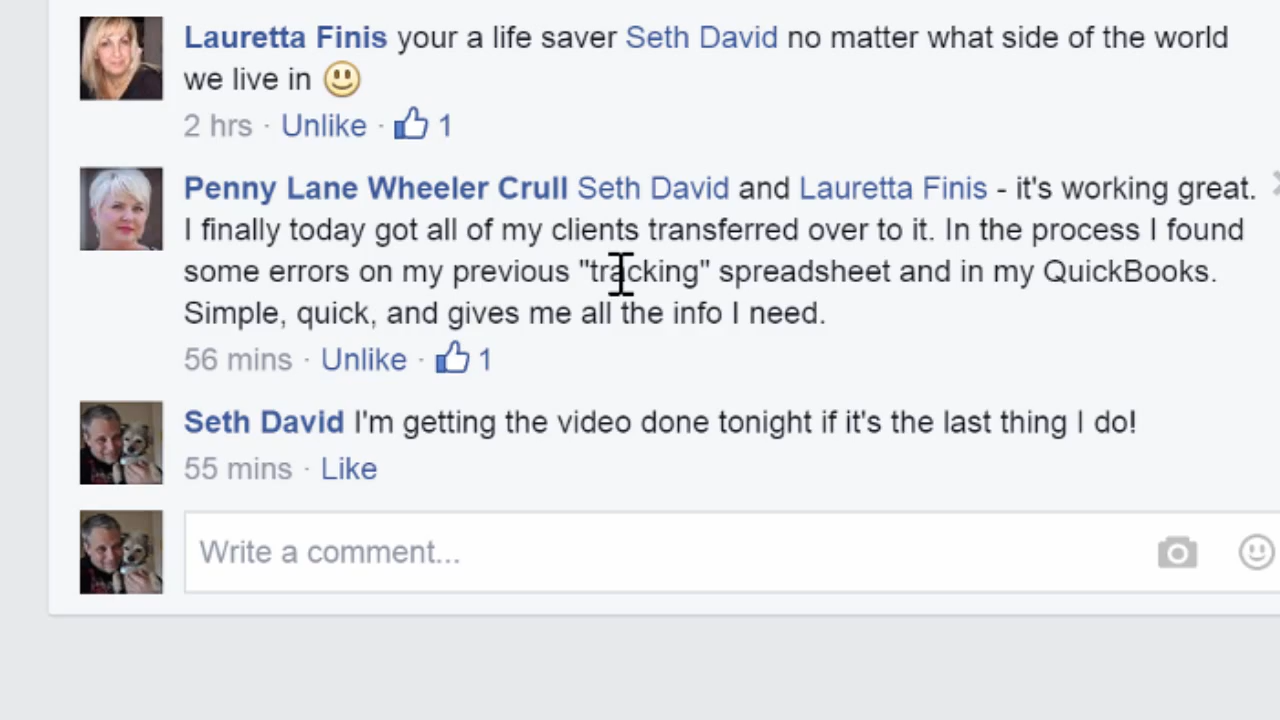 Lauretta Finis your a life saver Seth David no matter what side of the world
we live in
2 hrs · Unlike · 1
Penny Lane Wheeler Crull Seth David and Lauretta Finis - it's working great.
I finally today got all of my clients transferred over to it. In the process I found
some errors on my previous "tracking" spreadsheet and in my QuickBooks.
Simple, quick, and gives me all the info I need.
56 mins · Unlike · 1
Seth David I'm getting the video done tonight if it's the last thing I do!
55 mins · Like
Write a comment...